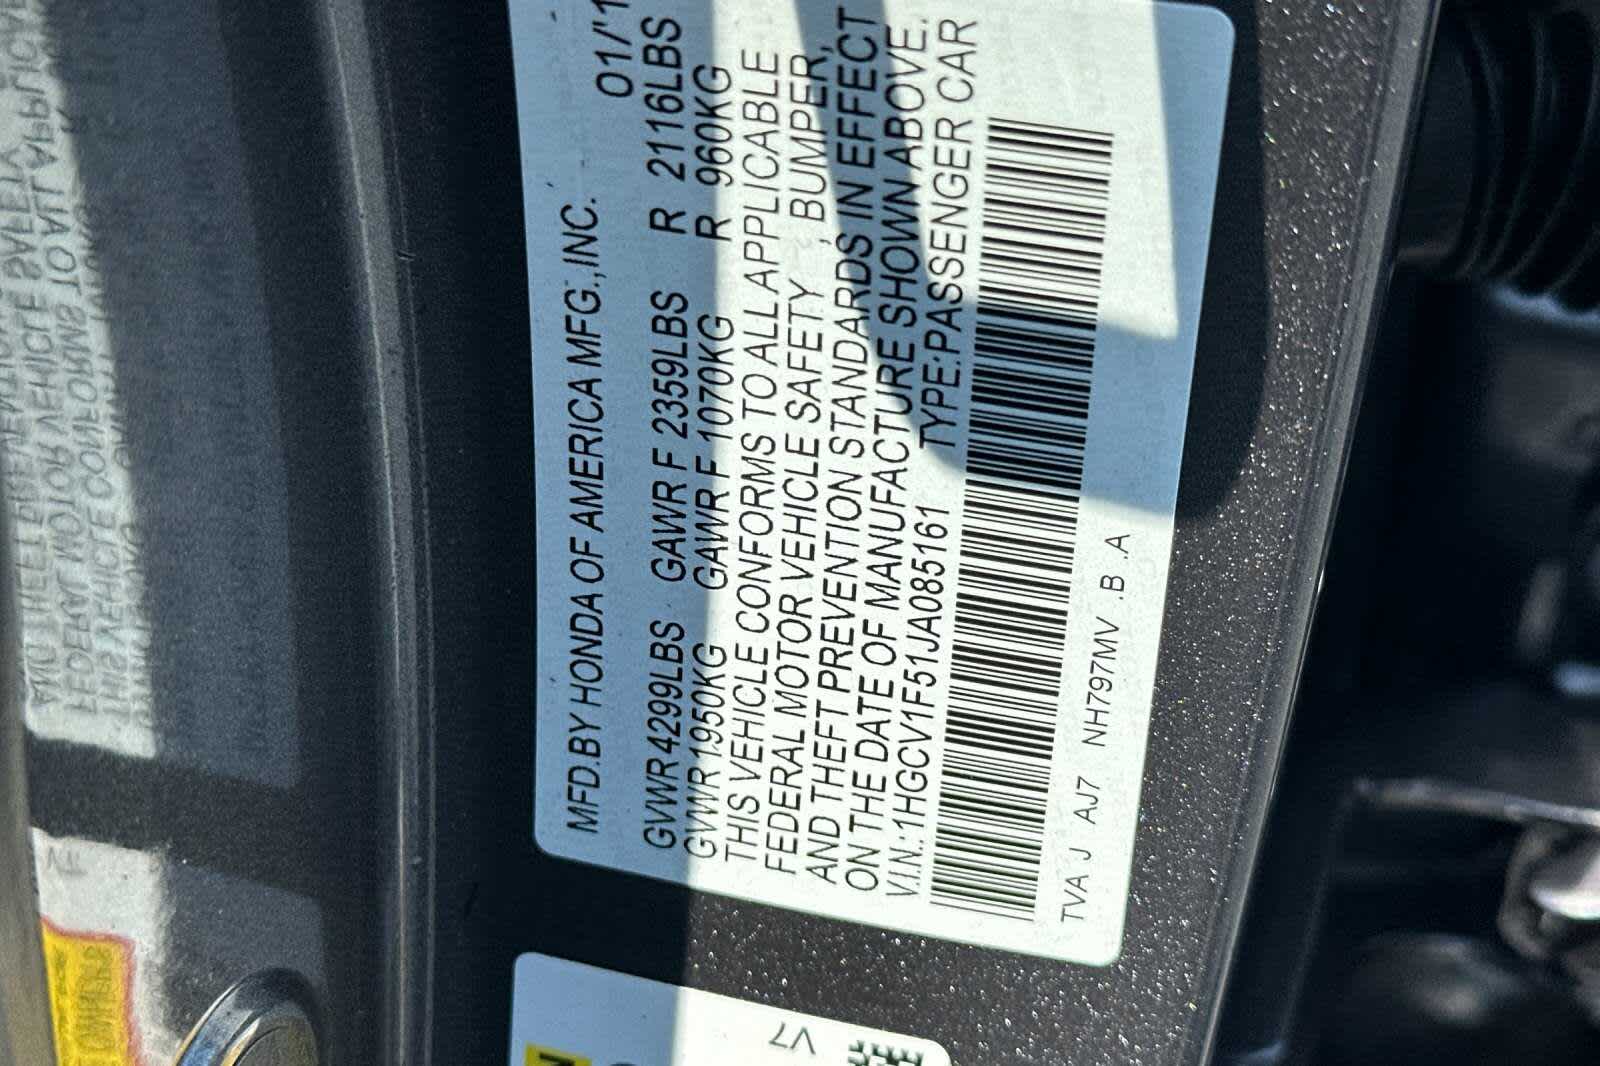 MFD.BY HONDA OF AMERICA MFG.,INC. 01/'1
GVWR 4299LBS GAWR F 2359LBS R 2116LBS
GVWR 1950KG GAWR F 1070KG R 960KG
THIS VEHICLE CONFORMS TO ALL APPLICABLE
FEDERAL MOTOR VEHICLE SAFETY , BUMPER,
AND THEFT PREVENTION STANDARDS IN EFFECT
ON THE DATE OF MANUFACTURE SHOWN ABOVE.
V.I.N.:1HGCV1F51JA085161 TYPE:PASSENGER CAR
TVA J AJ7 NH797MV .B .A
V7